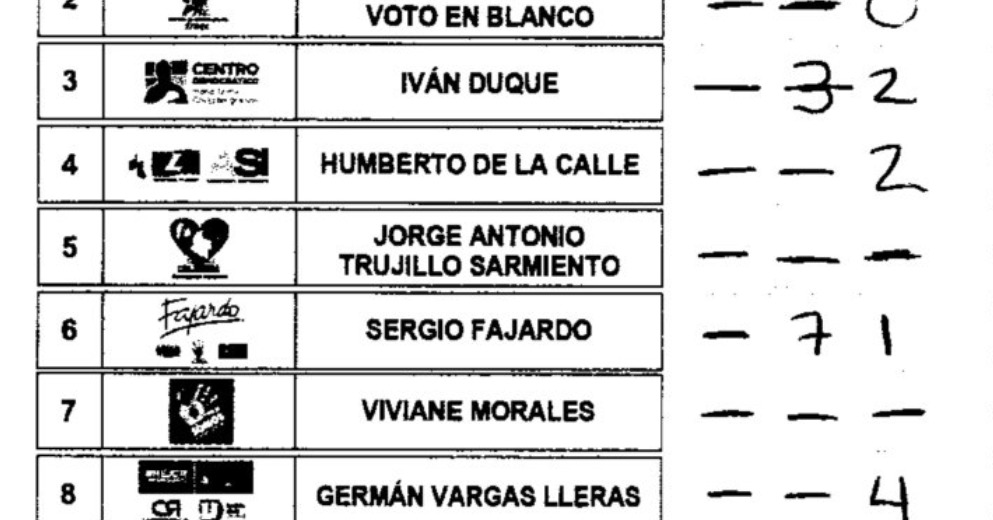 2 VOTO EN BLANCO — — 0
3 CENTRO DEMOCRÁTICO IVÁN DUQUE — 3 2
4 SI HUMBERTO DE LA CALLE — — 2
5 JORGE ANTONIO
TRUJILLO SARMIENTO — — —
6 Fajardo SERGIO FAJARDO — 7 1
7 VIVIANE MORALES — — —
8 GERMÁN VARGAS LLERAS — — 4